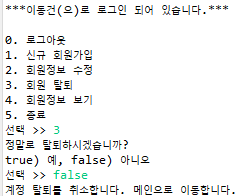 ***이동건(으)로 로그인 되어 있습니다.***
0. 로그아웃
1. 신규 회원가입
2. 회원정보 수정
3. 회원 탈퇴
4. 회원정보 보기
5. 종료
선택 >> 3
정말로 탈퇴하시겠습니까?
true) 예, false) 아니오
선택 >> false
계정 탈퇴를 취소합니다. 메인으로 이동합니다.